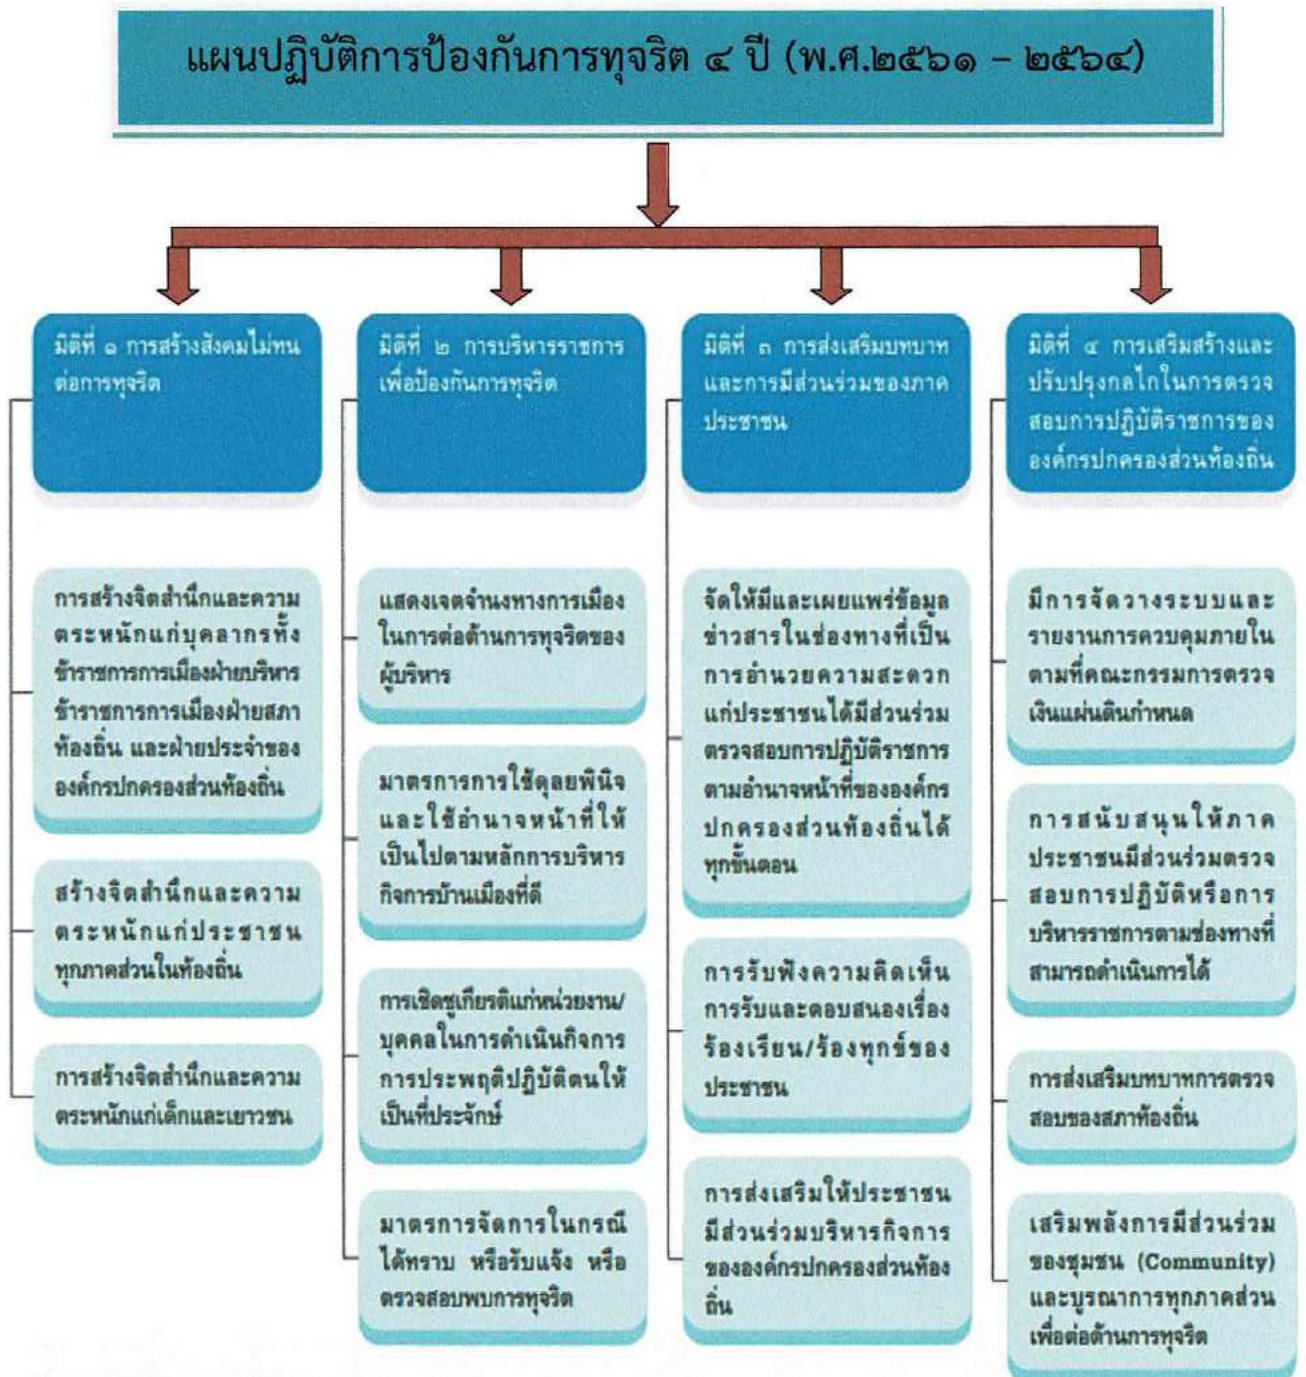 แผนปฏิบัติการป้องกันการทุจริต ๔ ปี (พ.ศ.๒๕๖๑ – ๒๕๖๔)
มิติที่ ๑ การสร้างสังคมไม่ทน
ต่อการทุจริต
การสร้างจิตสำนึกและความ
ตระหนักแก่บุคลากรทั้ง
ข้าราชการการเมืองฝ่ายบริหาร
ข้าราชการการเมืองฝ่ายสภา
ท้องถิ่น และฝ่ายประจำของ
องค์กรปกครองส่วนท้องถิ่น
สร้างจิตสำนึกและความ
ตระหนักแก่ประชาชน
ทุกภาคส่วนในท้องถิ่น
การสร้างจิตสำนึกและความ
ตระหนักแก่เด็กและเยาวชน
มิติที่ ๒ การบริหารราชการ
เพื่อป้องกันการทุจริต
แสดงเจตจำนงทางการเมือง
ในการต่อต้านการทุจริตของ
ผู้บริหาร
มาตรการการใช้ดุลยพินิจ
และใช้อำนาจหน้าที่ให้
เป็นไปตามหลักการบริหาร
กิจการบ้านเมืองที่ดี
การเชิดชูเกียรติแก่หน่วยงาน/
บุคคลในการดำเนินกิจการ
การประพฤติปฏิบัติตนให้
เป็นที่ประจักษ์
มาตรการจัดการในกรณี
ได้ทราบ หรือรับแจ้ง หรือ
ตรวจสอบพบการทุจริต
มิติที่ ๓ การส่งเสริมบทบาท
และการมีส่วนร่วมของภาค
ประชาชน
จัดให้มีและเผยแพร่ข้อมูล
ข่าวสารในช่องทางที่เป็น
การอำนวยความสะดวก
แก่ประชาชนได้มีส่วนร่วม
ตรวจสอบการปฏิบัติราชการ
ตามอำนาจหน้าที่ขององค์กร
ปกครองส่วนท้องถิ่นได้
ทุกขั้นตอน
การรับฟังความคิดเห็น
การรับและตอบสนองเรื่อง
ร้องเรียน/ร้องทุกข์ของ
ประชาชน
การส่งเสริมให้ประชาชน
มีส่วนร่วมบริหารกิจการ
ขององค์กรปกครองส่วนท้อง
ถิ่น
มิติที่ ๔ การเสริมสร้างและ
ปรับปรุงกลไกในการตรวจ
สอบการปฏิบัติราชการของ
องค์กรปกครองส่วนท้องถิ่น
มีการจัดวางระบบและ
รายงานการควบคุมภายใน
ตามที่คณะกรรมการตรวจ
เงินแผ่นดินกำหนด
การสนับสนุนให้ภาค
ประชาชนมีส่วนร่วมตรวจ
สอบการปฏิบัติหรือการ
บริหารราชการตามช่องทางที่
สามารถดำเนินการได้
การส่งเสริมบทบาทการตรวจ
สอบของสภาท้องถิ่น
เสริมพลังการมีส่วนร่วม
ของชุมชน (Community)
และบูรณาการทุกภาคส่วน
เพื่อต่อต้านการทุจริต